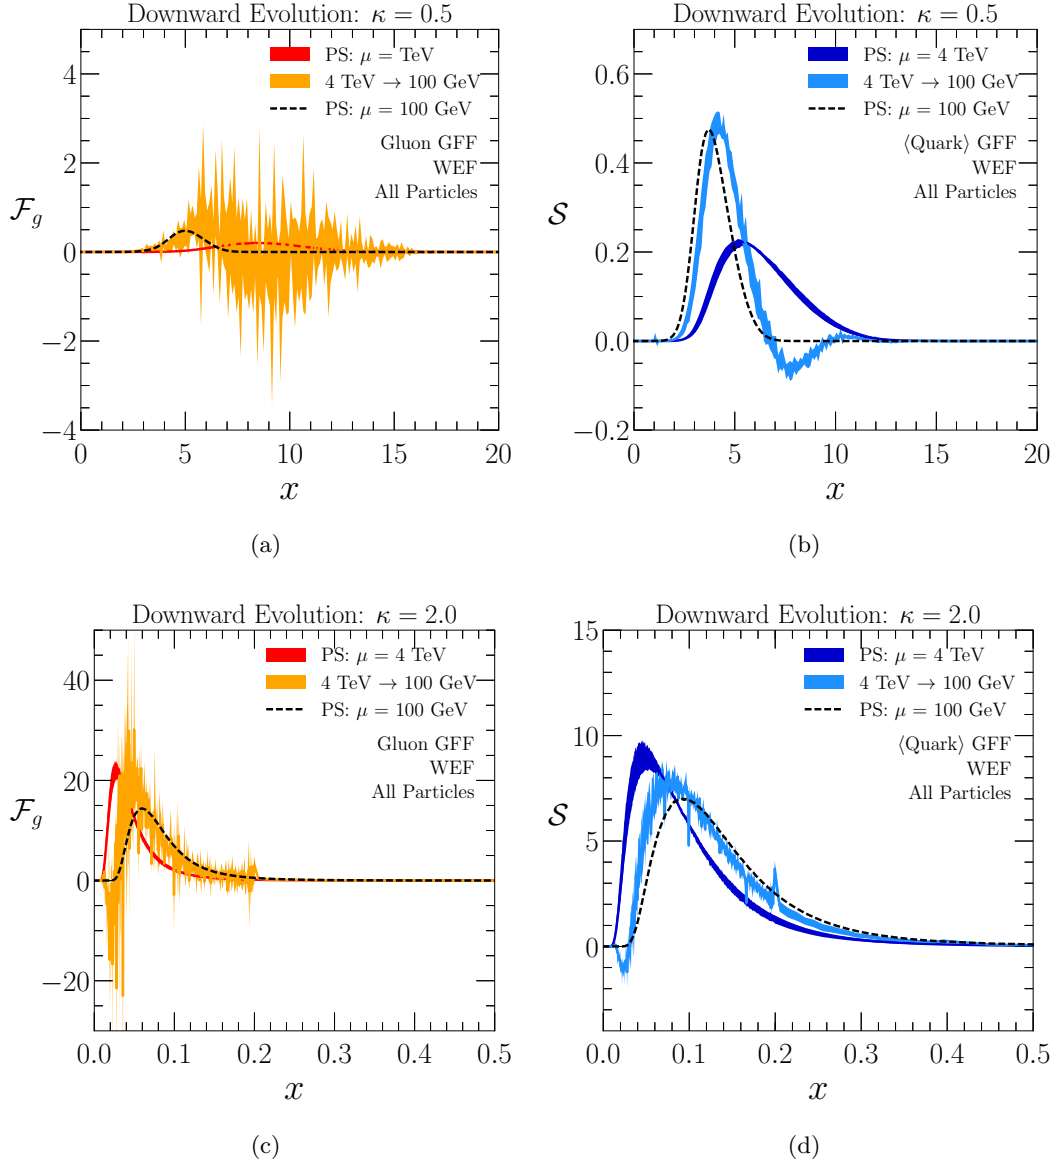 Downward Evolution: κ = 0.5
PS: μ = TeV
4 TeV → 100 GeV
PS: μ = 100 GeV
Gluon GFF
WEF
All Particles
4
2
0
−2
−4
ℱg
0
5
10
15
20
x
(a)
Downward Evolution: κ = 0.5
PS: μ = 4 TeV
4 TeV → 100 GeV
PS: μ = 100 GeV
⟨Quark⟩ GFF
WEF
All Particles
0.6
0.4
0.2
0.0
−0.2
𝒮
0
5
10
15
20
x
(b)
Downward Evolution: κ = 2.0
PS: μ = 4 TeV
4 TeV → 100 GeV
PS: μ = 100 GeV
Gluon GFF
WEF
All Particles
40
20
0
−20
ℱg
0.0
0.1
0.2
0.3
0.4
0.5
x
(c)
Downward Evolution: κ = 2.0
PS: μ = 4 TeV
4 TeV → 100 GeV
PS: μ = 100 GeV
⟨Quark⟩ GFF
WEF
All Particles
15
10
5
0
𝒮
0.0
0.1
0.2
0.3
0.4
0.5
x
(d)